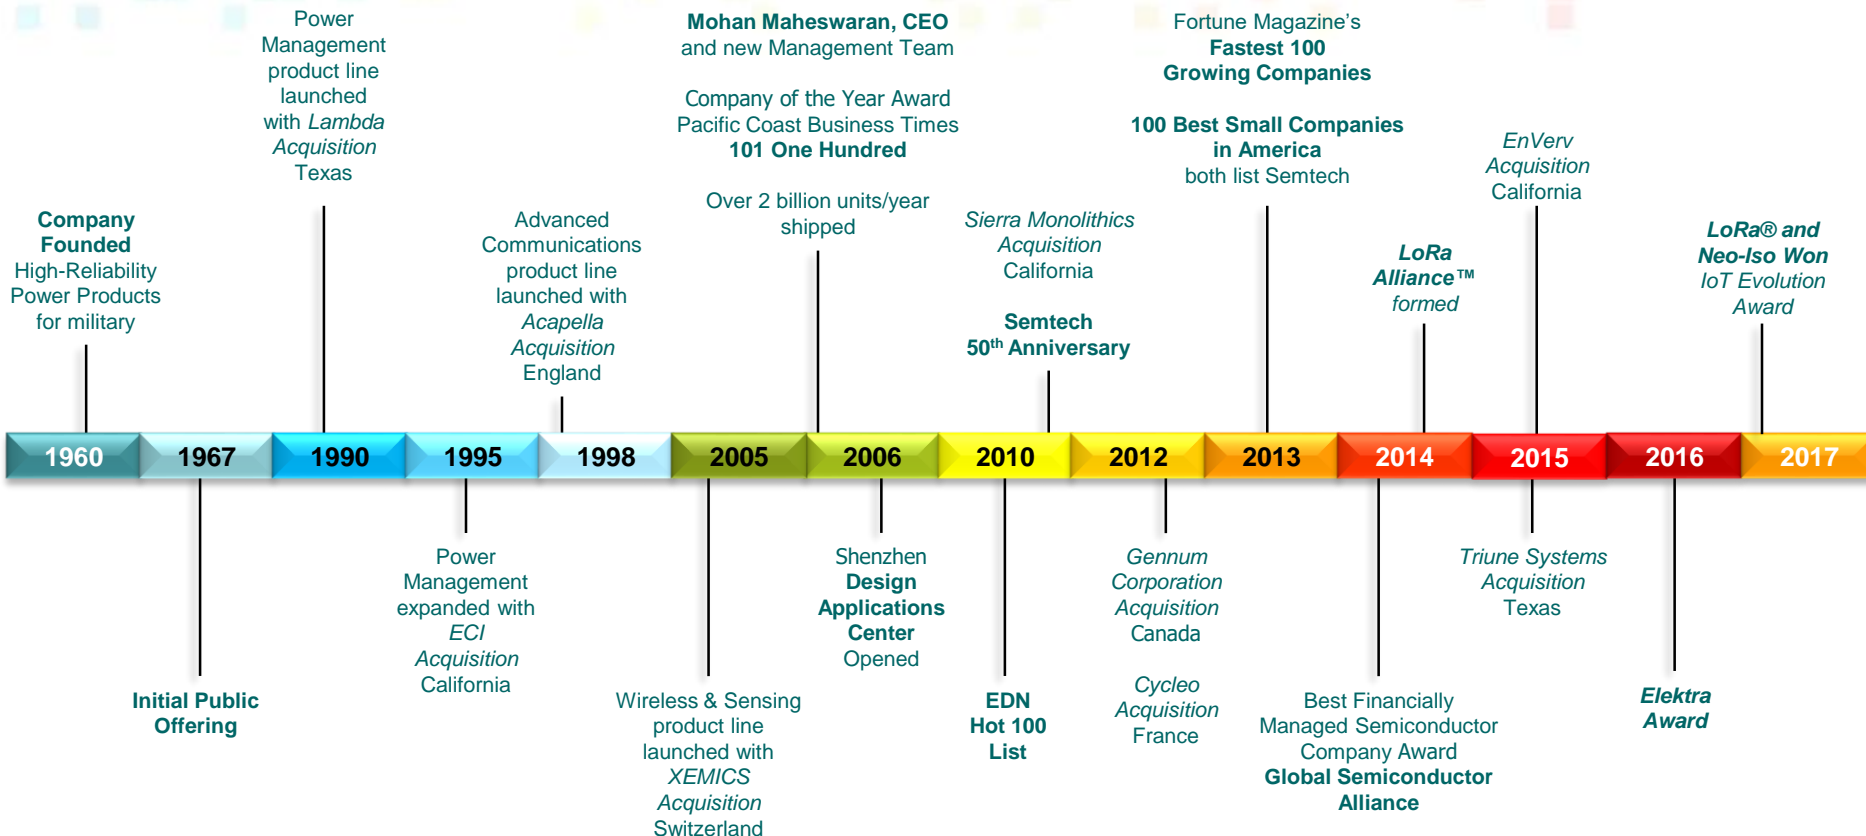 Power
Management
product line
launched
with Lambda
Acquisition
Texas
Mohan Maheswaran, CEO
and new Management Team
Company of the Year Award
Pacific Coast Business Times
101 One Hundred
Over 2 billion units/year
shipped
Fortune Magazine’s
Fastest 100
Growing Companies
100 Best Small Companies
in America
both list Semtech
EnVerv
Acquisition
California
Company
Founded
High-Reliability
Power Products
for military
Advanced
Communications
product line
launched with
Acapella
Acquisition
England
Sierra Monolithics
Acquisition
California
Semtech
50th Anniversary
LoRa
Alliance™
formed
LoRa® and
Neo-Iso Won
IoT Evolution
Award
1960 1967 1990 1995 1998 2005 2006 2010 2012 2013 2014 2015 2016 2017
Initial Public
Offering
Power
Management
expanded with
ECI
Acquisition
California
Wireless & Sensing
product line
launched with
XEMICS
Acquisition
Switzerland
Shenzhen
Design
Applications
Center
Opened
EDN
Hot 100
List
Gennum
Corporation
Acquisition
Canada
Cycleo
Acquisition
France
Best Financially
Managed Semiconductor
Company Award
Global Semiconductor
Alliance
Triune Systems
Acquisition
Texas
Elektra
Award